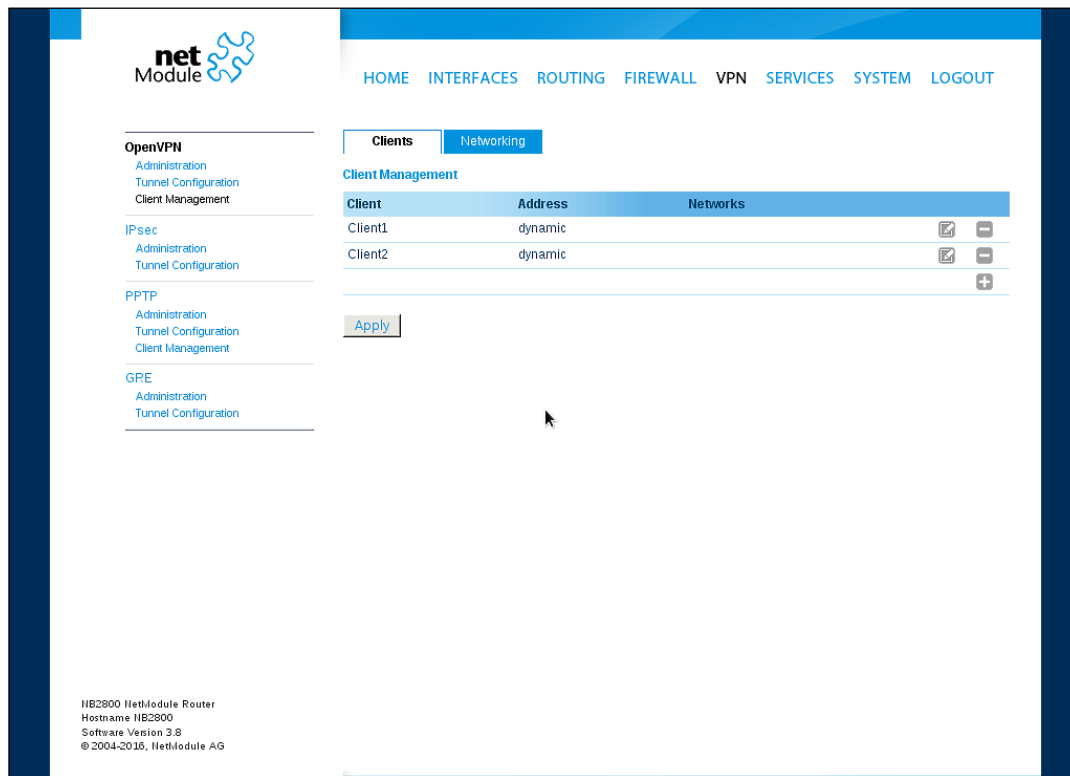 net
Module
HOME INTERFACES ROUTING FIREWALL VPN SERVICES SYSTEM LOGOUT
OpenVPN
Administration
Tunnel Configuration
Client Management
IPsec
Administration
Tunnel Configuration
PPTP
Administration
Tunnel Configuration
Client Management
GRE
Administration
Tunnel Configuration
Clients Networking
Client Management
Client Address Networks
Client1 dynamic
Client2 dynamic
Apply
NB2800 NetModule Router
Hostname NB2800
Software Version 3.8
© 2004-2016, NetModule AG